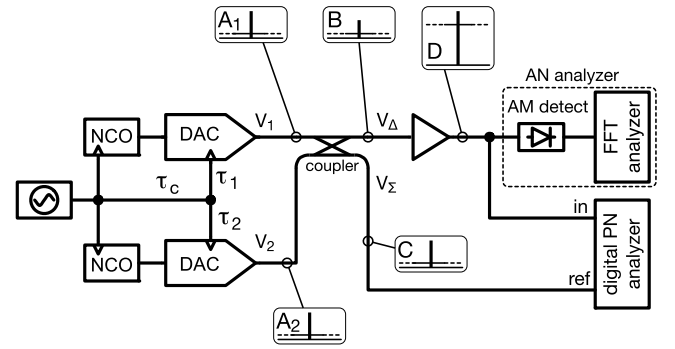 A1
B
D
AN analyzer
AM detect
FFT
analyzer
NCO
DAC
V1
VΔ
coupler
τc
τ1
τ2
VΣ
V2
NCO
DAC
C
A2
in
ref
digital PN
analyzer